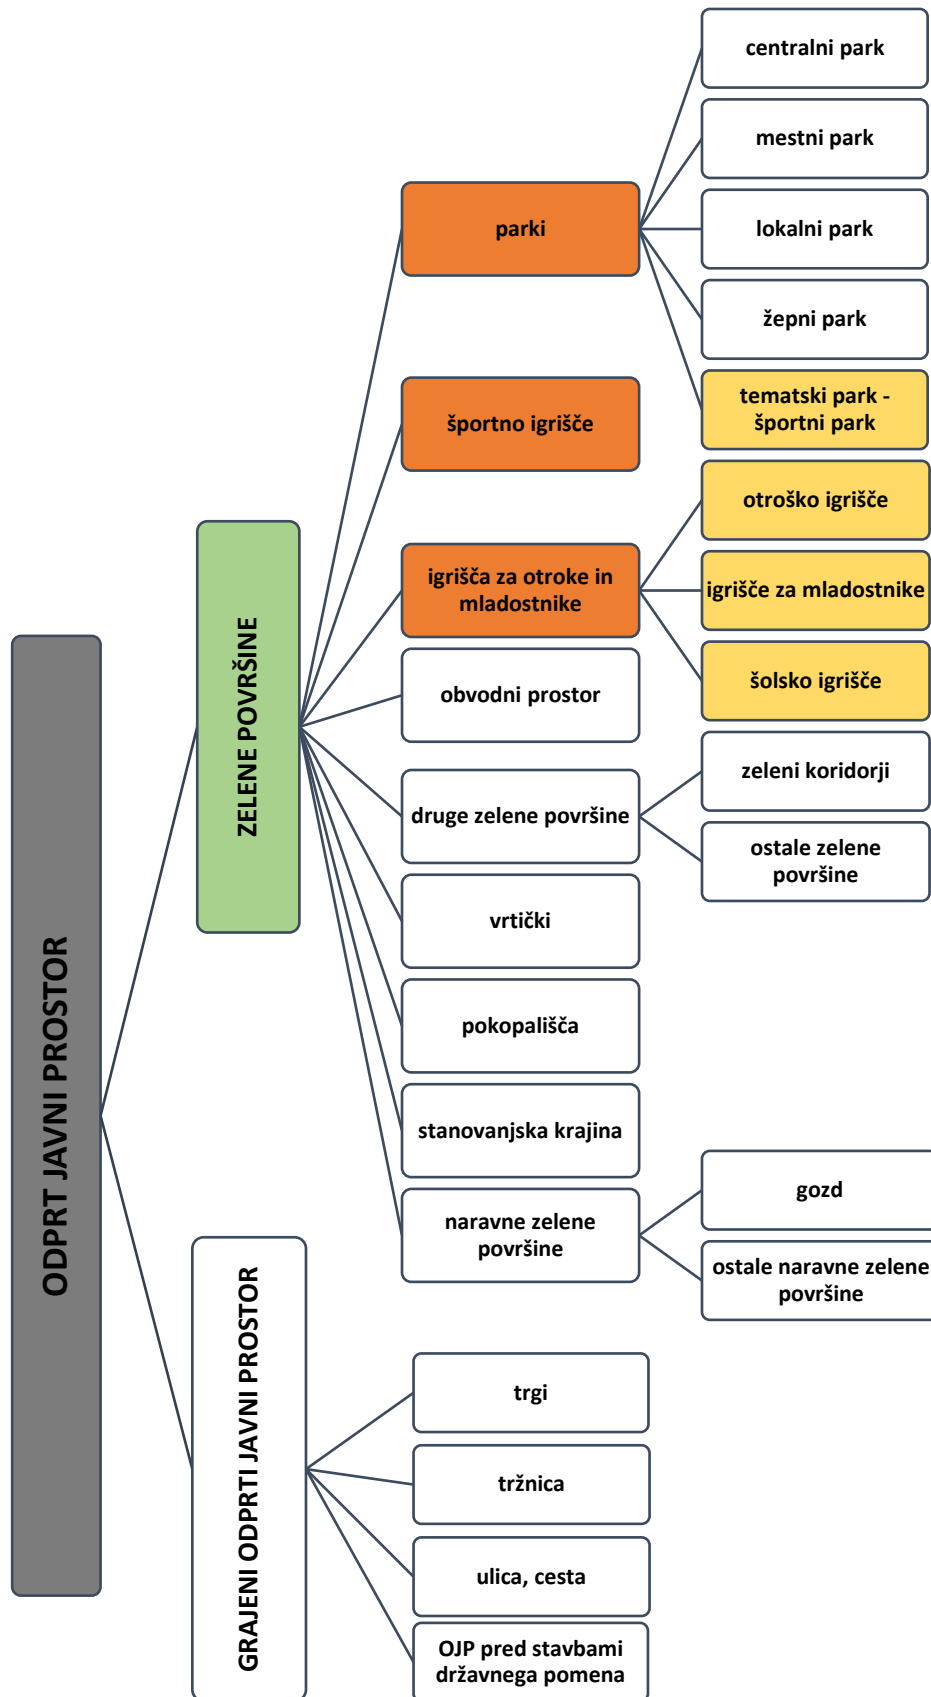 ODPRT JAVNI PROSTOR
ZELENE POVRŠINE
parki
centralni park
mestni park
lokalni park
žepni park
tematski park -
športni park
športno igrišče
igrišča za otroke in
mladostnike
otroško igrišče
igrišče za mladostnike
šolsko igrišče
obvodni prostor
druge zelene površine
zeleni koridorji
ostale zelene
površine
vrtički
pokopališča
stanovanjska krajina
naravne zelene
površine
gozd
ostale naravne zelene
površine
GRAJENI ODPRTI JAVNI PROSTOR
trgi
tržnica
ulica, cesta
OJP pred stavbami
državnega pomena